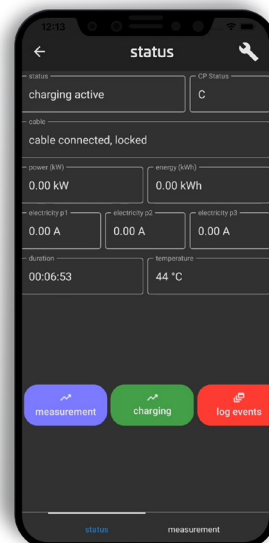 12:13
status
status
CP Status
charging active
C
cable
cable connected, locked
power (kW)
energy (kWh)
0.00 kW
0.00 kWh
electricity p1
electricity p2
electricity p3
0.00 A
0.00 A
0.00 A
duration
temperature
00:06:53
44 °C
measurement
charging
log events
status
measurement